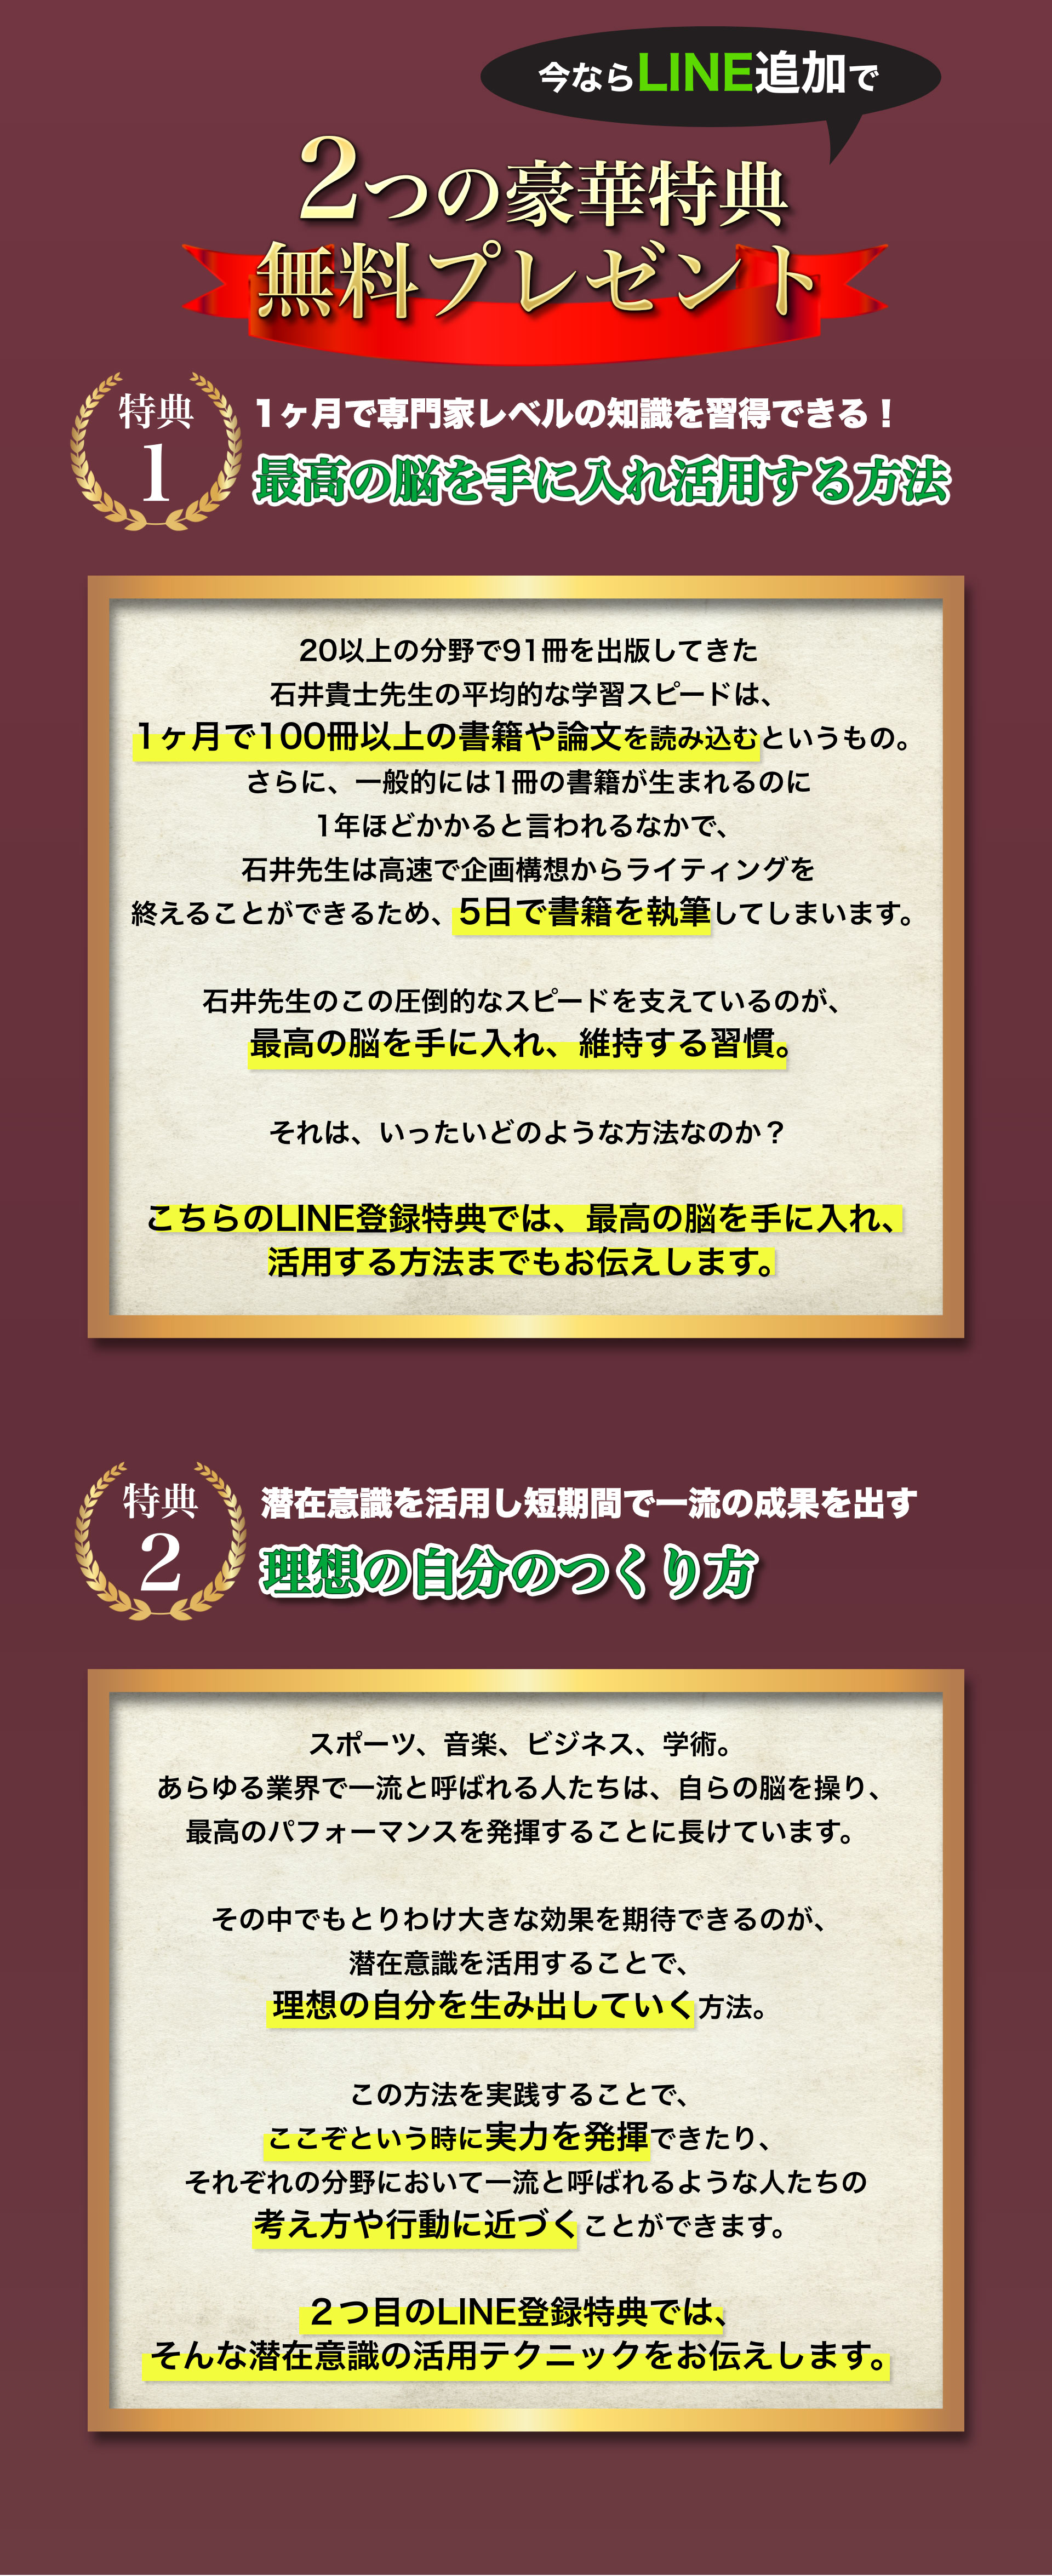 今ならLINE追加で
2つの豪華特典
無料プレゼント
特典
1
1ヶ月で専門家レベルの知識を習得できる！
最高の脳を手に入れ活用する方法
20以上の分野で91冊を出版してきた
石井貴士先生の平均的な学習スピードは、
1ヶ月で100冊以上の書籍や論文を読み込むというもの。
さらに、一般的には1冊の書籍が生まれるのに
1年ほどかかると言われるなかで、
石井先生は高速で企画構想からライティングを
終えることができるため、5日で書籍を執筆してしまいます。
石井先生のこの圧倒的なスピードを支えているのが、
最高の脳を手に入れ、維持する習慣。
それは、いったいどのような方法なのか？
こちらのLINE登録特典では、最高の脳を手に入れ、
活用する方法までもお伝えします。
特典
2
潜在意識を活用し短期間で一流の成果を出す
理想の自分のつくり方
スポーツ、音楽、ビジネス、学術。
あらゆる業界で一流と呼ばれる人たちは、自らの脳を操り、
最高のパフォーマンスを発揮することに長けています。
その中でもとりわけ大きな効果を期待できるのが、
潜在意識を活用することで、
理想の自分を生み出していく方法。
この方法を実践することで、
ここぞという時に実力を発揮できたり、
それぞれの分野において一流と呼ばれるような人たちの
考え方や行動に近づくことができます。
２つ目のLINE登録特典では、
そんな潜在意識の活用テクニックをお伝えします。